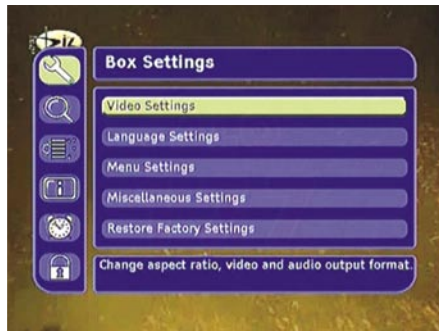 Box Settings
Video Settings
Language Settings
Menu Settings
Miscellaneous Settings
Restore Factory Settings
Change aspect ratio, video and audio output format.